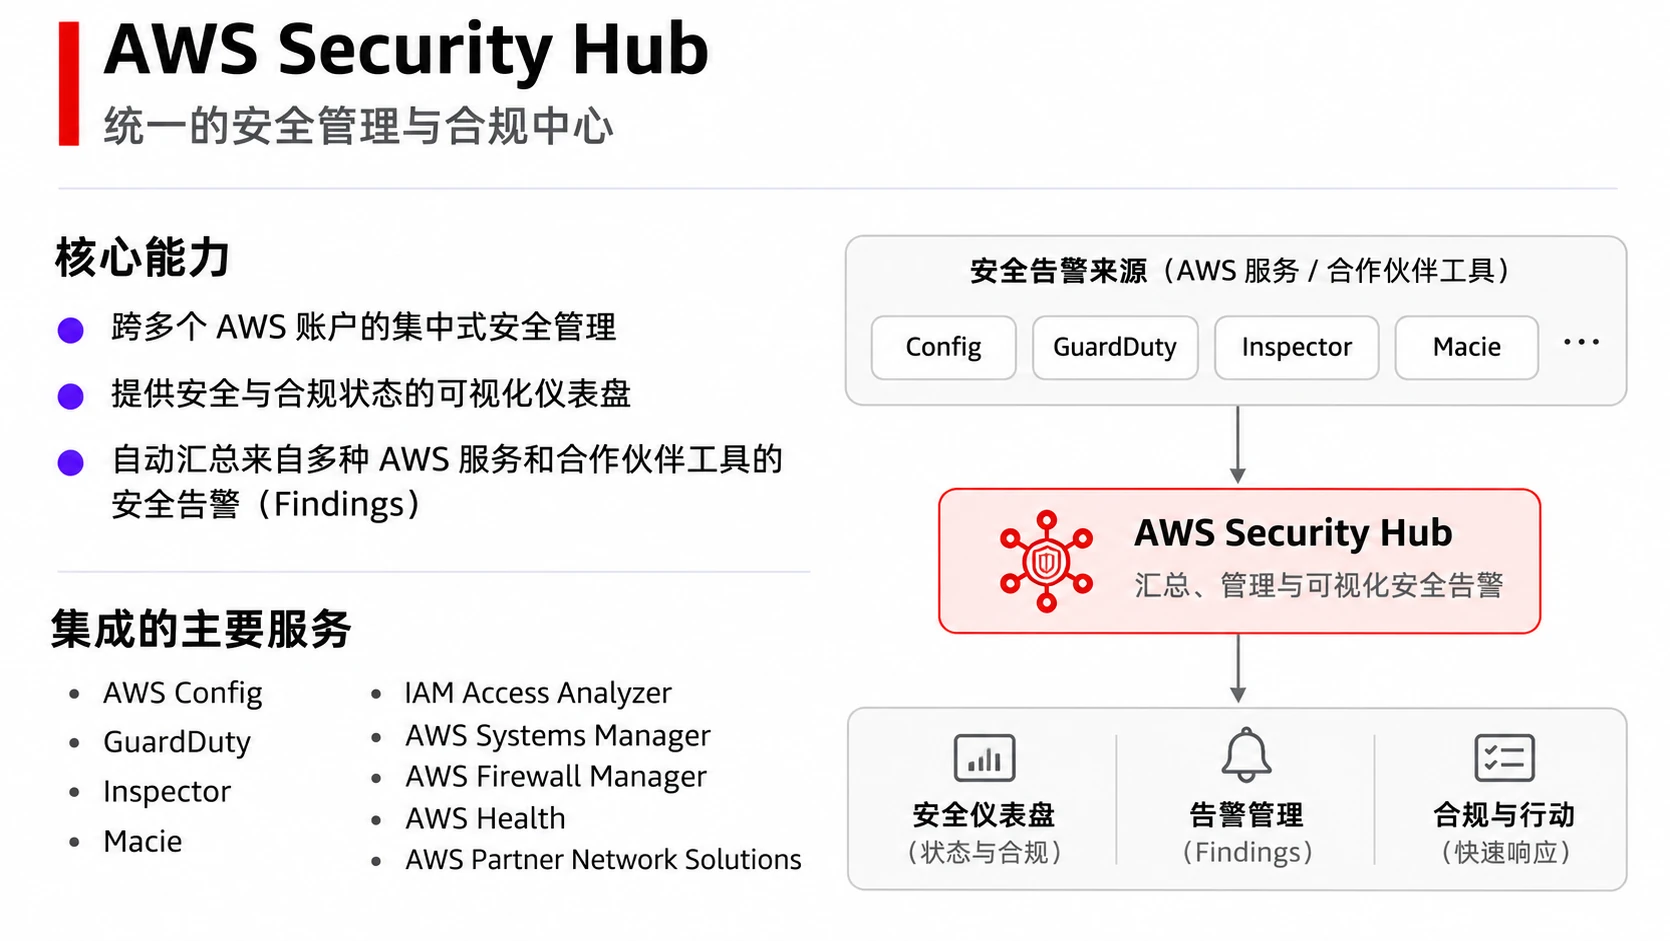 AWS Security Hub
统一的安全管理与合规中心
核心能力
跨多个 AWS 账户的集中式安全管理
提供安全与合规状态的可视化仪表盘
自动汇总来自多种 AWS 服务和合作伙伴工具的
安全告警（Findings）
集成的主要服务
AWS Config
GuardDuty
Inspector
Macie
IAM Access Analyzer
AWS Systems Manager
AWS Firewall Manager
AWS Health
AWS Partner Network Solutions
安全告警来源（AWS 服务 / 合作伙伴工具）
Config
GuardDuty
Inspector
Macie
...
AWS Security Hub
汇总、管理与可视化安全告警
安全仪表盘
（状态与合规）
告警管理
（Findings）
合规与行动
（快速响应）